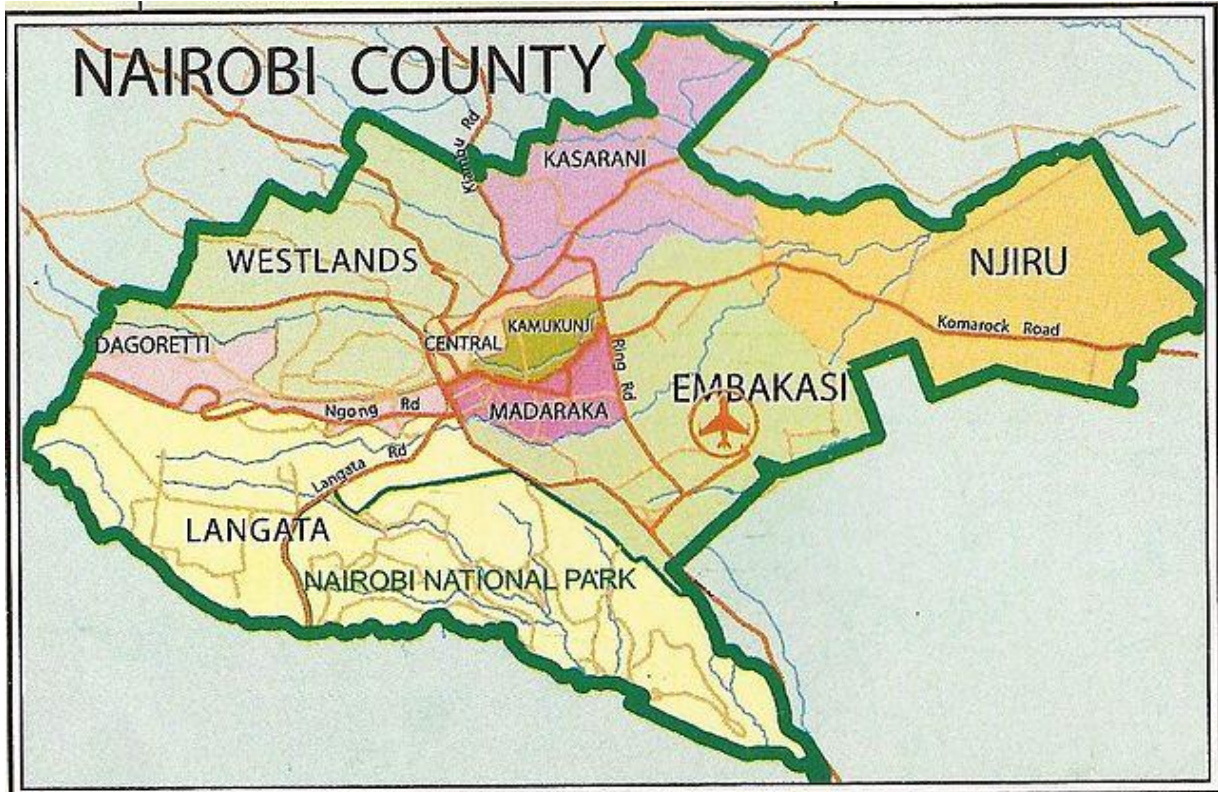 NAIROBI COUNTY
Kiambu Rd
KASARANI
WESTLANDS
NJIRU
KAMUKUNJI
Komarock Road
DAGORETTI
CENTRAL
Ring Rd
EMBAKASI
Ngong Rd
MADARAKA
Langata Rd
LANGATA
NAIROBI NATIONAL PARK